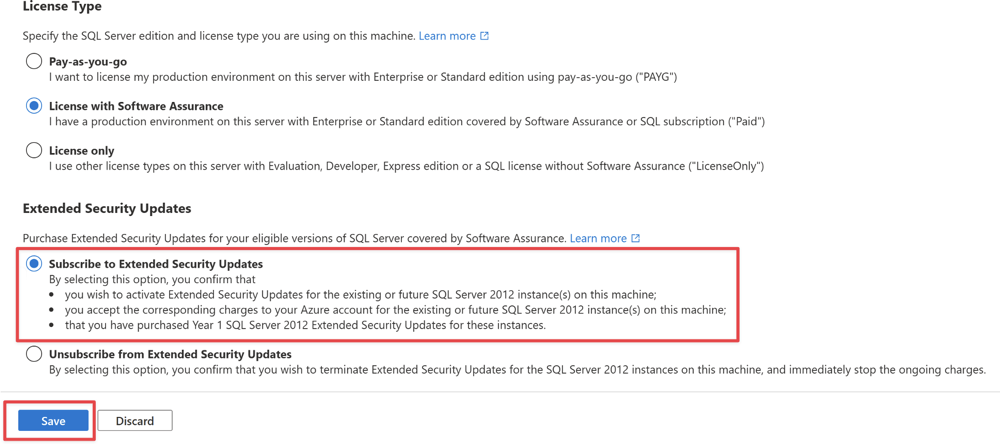 License Type
Specify the SQL Server edition and license type you are using on this machine. Learn more
Pay-as-you-go
I want to license my production environment on this server with Enterprise or Standard edition using pay-as-you-go ("PAYG")
License with Software Assurance
I have a production environment on this server with Enterprise or Standard edition covered by Software Assurance or SQL subscription ("Paid")
License only
I use other license types on this server with Evaluation, Developer, Express edition or a SQL license without Software Assurance ("LicenseOnly")
Extended Security Updates
Purchase Extended Security Updates for your eligible versions of SQL Server covered by Software Assurance. Learn more
Subscribe to Extended Security Updates
By selecting this option, you confirm that
• you wish to activate Extended Security Updates for the existing or future SQL Server 2012 instance(s) on this machine;
• you accept the corresponding charges to your Azure account for the existing or future SQL Server 2012 instance(s) on this machine;
• that you have purchased Year 1 SQL Server 2012 Extended Security Updates for these instances.
Unsubscribe from Extended Security Updates
By selecting this option, you confirm that you wish to terminate Extended Security Updates for the SQL Server 2012 instances on this machine, and immediately stop the ongoing charges.
Save Discard